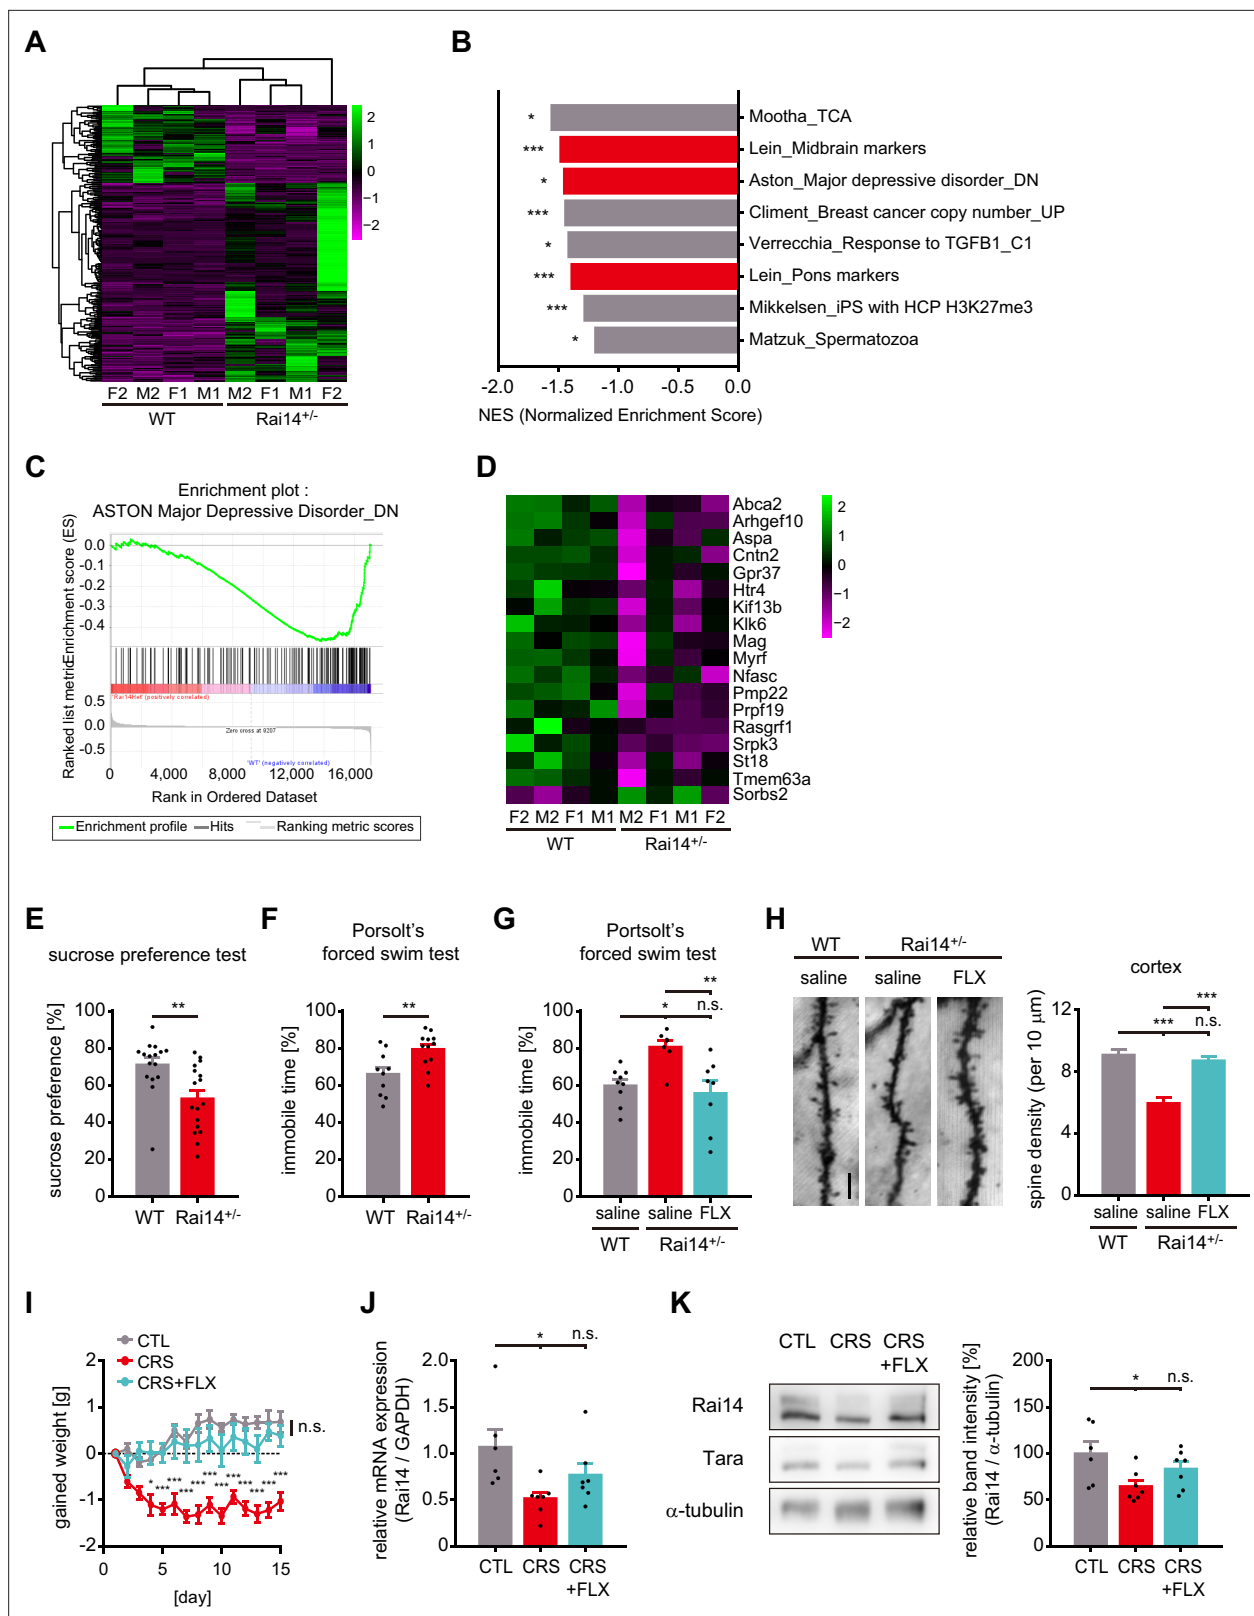 A
2
1
0
−1
−2
F2 M2 F1 M1 M2 F1 M1 F2
WT Rai14+/-
B
* Mootha_TCA
*** Lein_Midbrain markers
* Aston_Major depressive disorder_DN
*** Climent_Breast cancer copy number_UP
* Verrecchia_Response to TGFB1_C1
*** Lein_Pons markers
*** Mikkelsen_iPS with HCP H3K27me3
* Matzuk_Spermatozoa
-2.0 -1.5 -1.0 -0.5 0.0
NES (Normalized Enrichment Score)
C
Enrichment plot :
ASTON Major Depressive Disorder_DN
Enrichment score (ES)
0.0
-0.1
-0.2
-0.3
-0.4
'Rai14Het' (positively correlated)
Ranked list metric
0.5
0.0
-0.5
Zero cross at 9207
'WT' (negatively correlated)
0 4,000 8,000 12,000 16,000
Rank in Ordered Dataset
Enrichment profile Hits Ranking metric scores
D
Abca2
Arhgef10
Aspa
Cntn2
Gpr37
Htr4
Kif13b
Klk6
Mag
Myrf
Nfasc
Pmp22
Prpf19
Rasgrf1
Srpk3
St18
Tmem63a
Sorbs2
2
1
0
−1
−2
F2 M2 F1 M1 M2 F1 M1 F2
WT Rai14+/-
E
sucrose preference test
sucrose preference [%]
100
80
60
40
20
0
**
WT Rai14+/-
F
Porsolt's
forced swim test
immobile time [%]
100
80
60
40
20
0
**
WT Rai14+/-
G
Portsolt's
forced swim test
immobile time [%]
100
80
60
40
20
0
**
* n.s.
saline saline FLX
WT Rai14+/-
H
WT Rai14+/-
saline saline FLX
cortex
spine density (per 10 μm)
12
8
4
0
***
*** n.s.
saline saline FLX
WT Rai14+/-
I
CTL
CRS
CRS+FLX
gained weight [g]
2
1
0
-1
-2
n.s.
* *** *** *** *** *** *** *** *** *** *** ***
0 5 10 15
[day]
J
relative mRNA expression
(Rai14 / GAPDH)
2.0
1.5
1.0
0.5
0
* n.s.
CTL CRS CRS
+FLX
K
CTL CRS CRS
+FLX
Rai14
Tara
α-tubulin
relative band intensity [%]
(Rai14 / α-tubulin)
200
150
100
50
0
* n.s.
CTL CRS CRS
+FLX